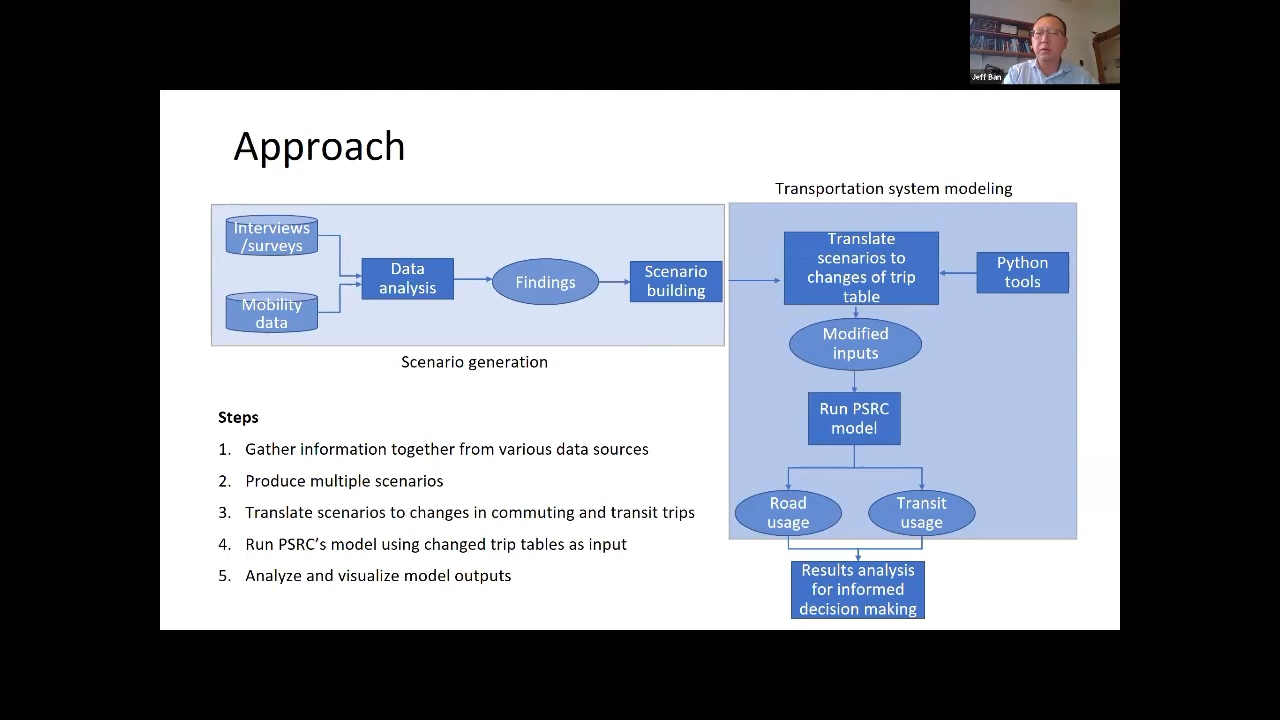 Jeff Ban
Approach
Transportation system modeling
Interviews
/surveys
Mobility
data
Data
analysis
Findings
Scenario
building
Scenario generation
Translate
scenarios to
changes of trip
table
Python
tools
Modified
inputs
Run PSRC
model
Road
usage
Transit
usage
Results analysis
for informed
decision making
Steps
1. Gather information together from various data sources
2. Produce multiple scenarios
3. Translate scenarios to changes in commuting and transit trips
4. Run PSRC’s model using changed trip tables as input
5. Analyze and visualize model outputs